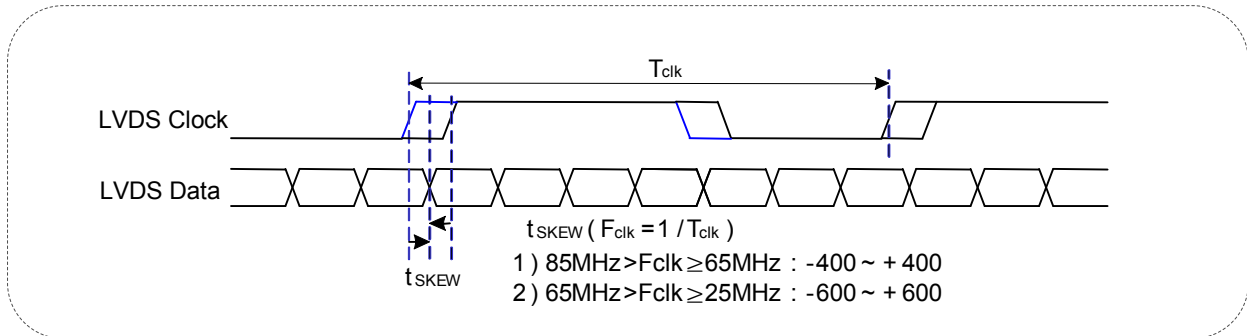 Tclk
LVDS Clock
LVDS Data
tSKEW ( Fclk = 1 / Tclk )
1 ) 85MHz>Fclk≥65MHz : -400 ~ + 400
tSKEW
2 ) 65MHz>Fclk≥25MHz : -600 ~ + 600